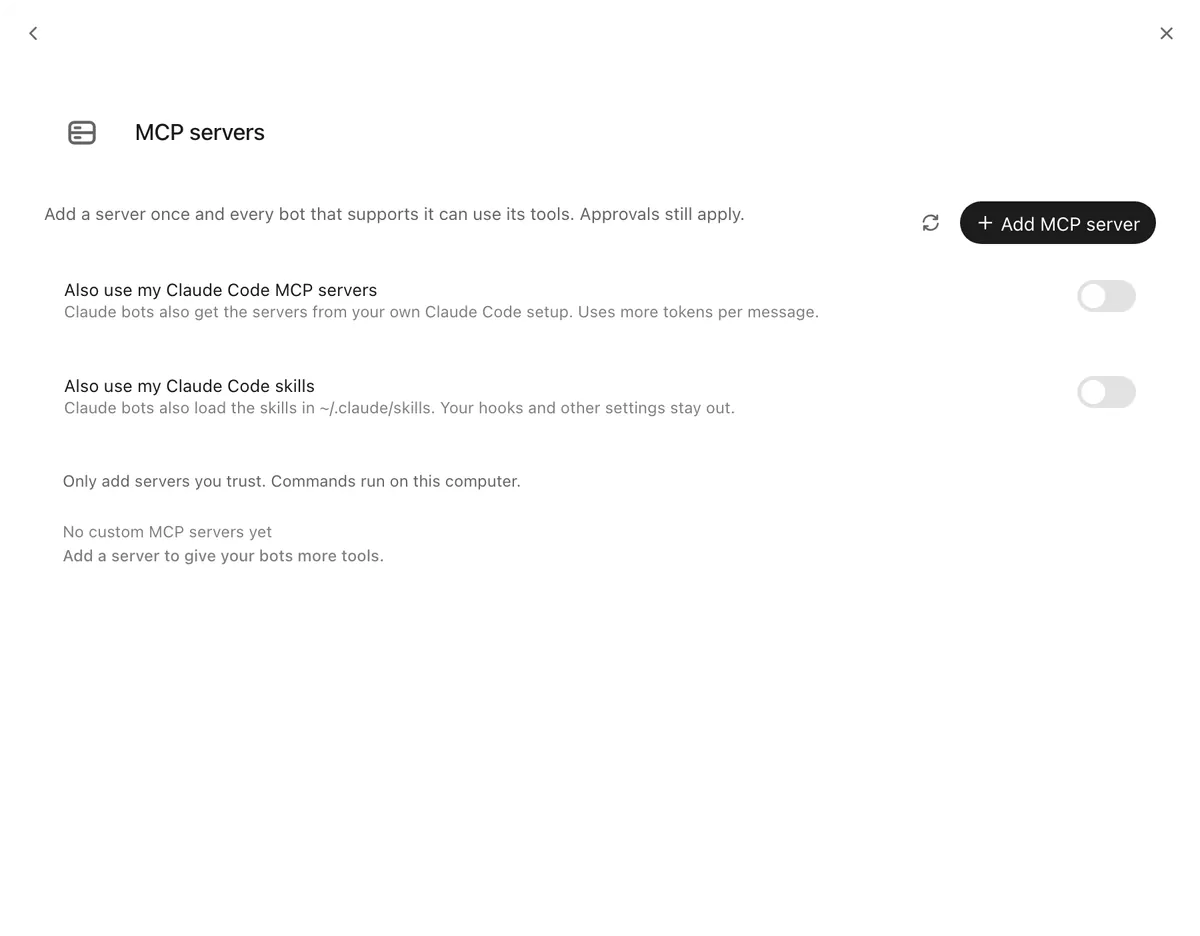 MCP servers
Add a server once and every bot that supports it can use its tools. Approvals still apply.
+ Add MCP server
Also use my Claude Code MCP servers
Claude bots also get the servers from your own Claude Code setup. Uses more tokens per message.
Also use my Claude Code skills
Claude bots also load the skills in ~/.claude/skills. Your hooks and other settings stay out.
Only add servers you trust. Commands run on this computer.
No custom MCP servers yet
Add a server to give your bots more tools.